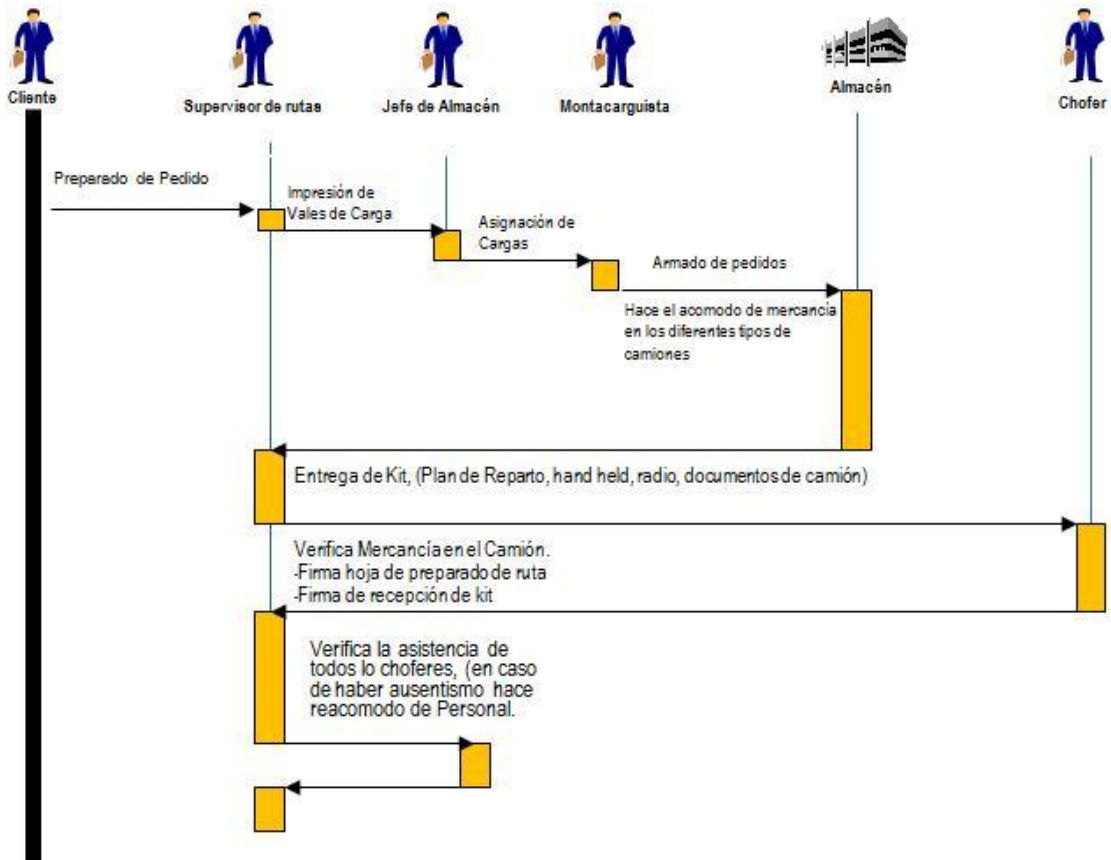 Cliente
Supervisor de rutas
Jefe de Almacén
Montacarguista
Almacén
Chofer
Preparado de Pedido
Impresión de
Vales de Carga
Asignación de
Cargas
Armado de pedidos
Hace el acomodo de mercancía
en los diferentes tipos de
camiones
Entrega de Kit, (Plan de Reparto, hand held, radio, documentos de camión)
Verifica Mercancía en el Camión.
-Firma hoja de preparado de ruta
-Firma de recepción de kit
Verifica la asistencia de
todos lo choferes, (en caso
de haber ausentismo hace
reacomodo de Personal.